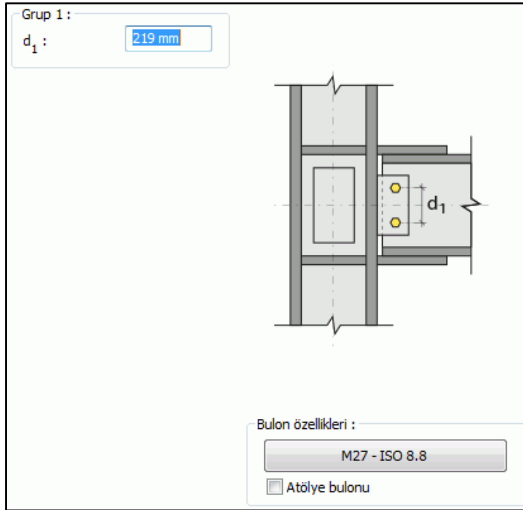 Grup 1 :
d1 : 219 mm
d1
Bulon özellikleri :
M27 - ISO 8.8
Atölye bulonu